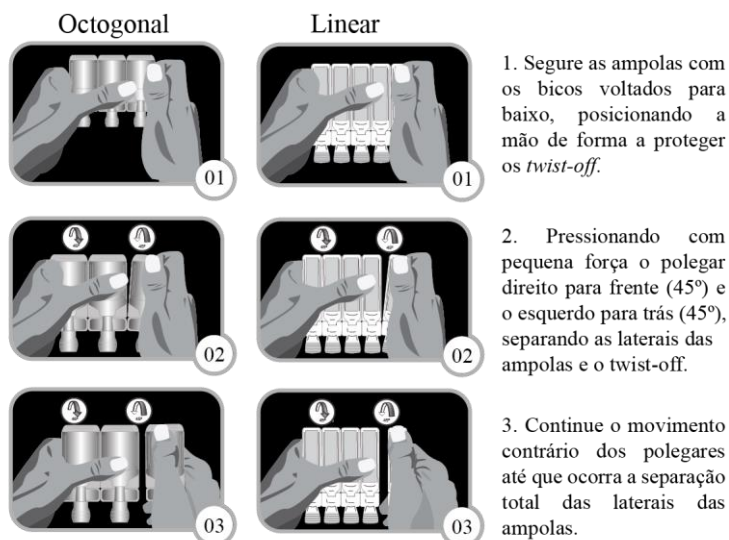 Octogonal
Linear
01
01
1. Segure as ampolas com
os bicos voltados para
baixo, posicionando a
mão de forma a proteger
os twist-off.
02
02
2. Pressionando com
pequena força o polegar
direito para frente (45º) e
o esquerdo para trás (45º),
separando as laterais das
ampolas e o twist-off.
03
03
3. Continue o movimento
contrário dos polegares
até que ocorra a separação
total das laterais das
ampolas.